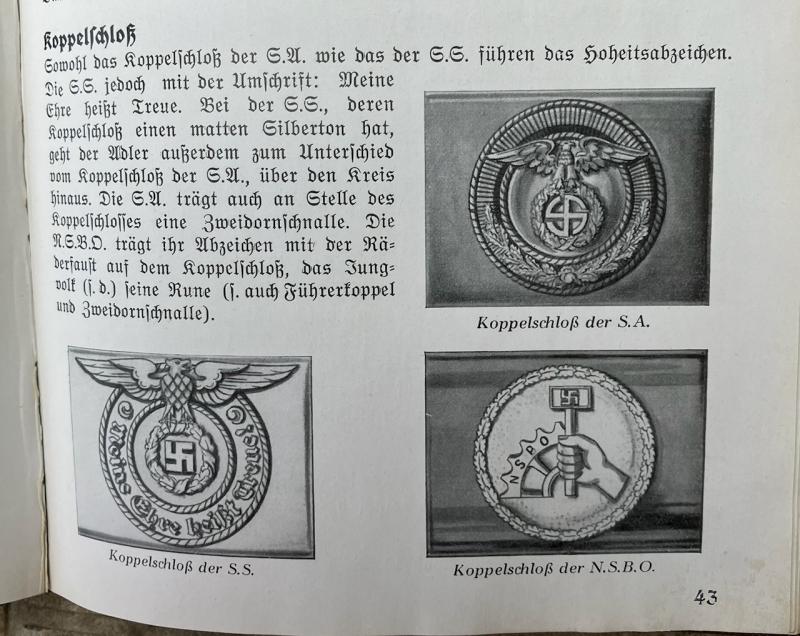 Koppelschloß
Sowohl das Koppelschloß der S.A. wie das der S.S. führen das Hoheitsabzeichen.
Die S.S. jedoch mit der Umschrift: Meine
Ehre heißt Treue. Bei der S.S., deren
Koppelschloß einen matten Silberton hat,
geht der Adler außerdem zum Unterschied
vom Koppelschloß der S.A., über den Kreis
hinaus. Die S.A. trägt auch an Stelle des
Koppelschlosses eine Zweidornschnalle. Die
N.S.B.O. trägt ihr Abzeichen mit der Rä-
derfaust auf dem Koppelschloß, das Jung-
volk (s. d.) seine Rune (s. auch Führerkoppel
und Zweidornschnalle).
Koppelschloß der S.A.
Meine Ehre heißt Treue
Koppelschloß der S.S.
NSBO
Koppelschloß der N.S.B.O.
43